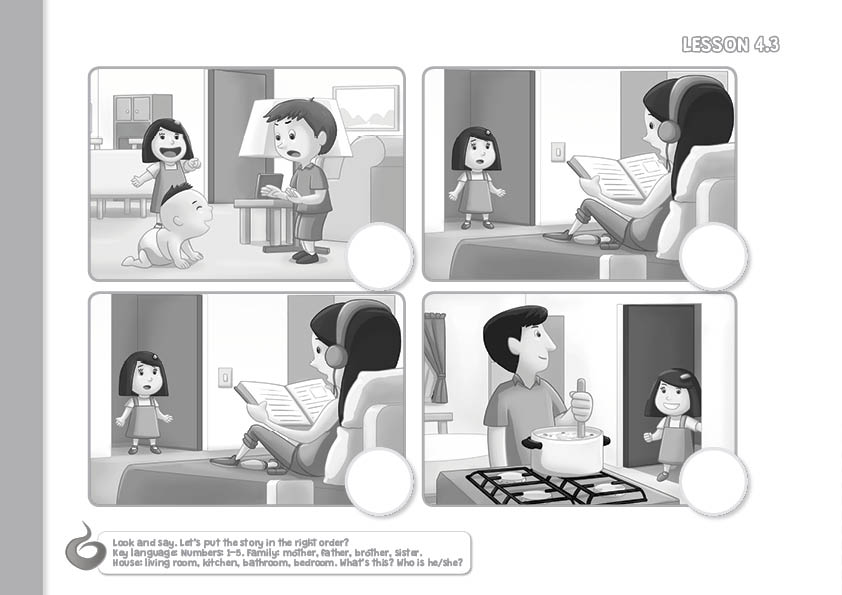 LESSON 4.3
Look and say. Let's put the story in the right order?
Key language: Numbers: 1-5. Family: mother, father, brother, sister.
House: living room, kitchen, bathroom, bedroom. What's this? Who is he/she?